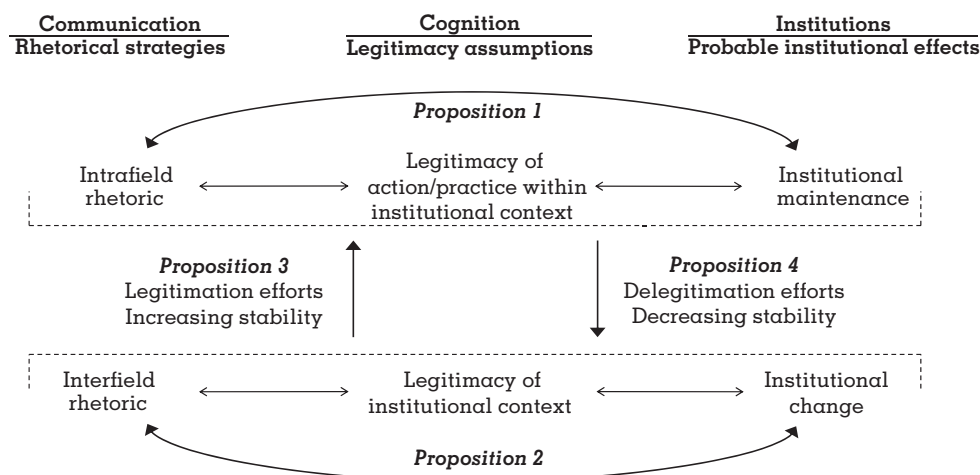 Communication
Rhetorical strategies
Cognition
Legitimacy assumptions
Institutions
Probable institutional effects
Proposition 1
Intrafield
rhetoric
Legitimacy of
action/practice within
institutional context
Institutional
maintenance
Proposition 3
Legitimation efforts
Increasing stability
Proposition 4
Delegitimation efforts
Decreasing stability
Interfield
rhetoric
Legitimacy of
institutional context
Institutional
change
Proposition 2